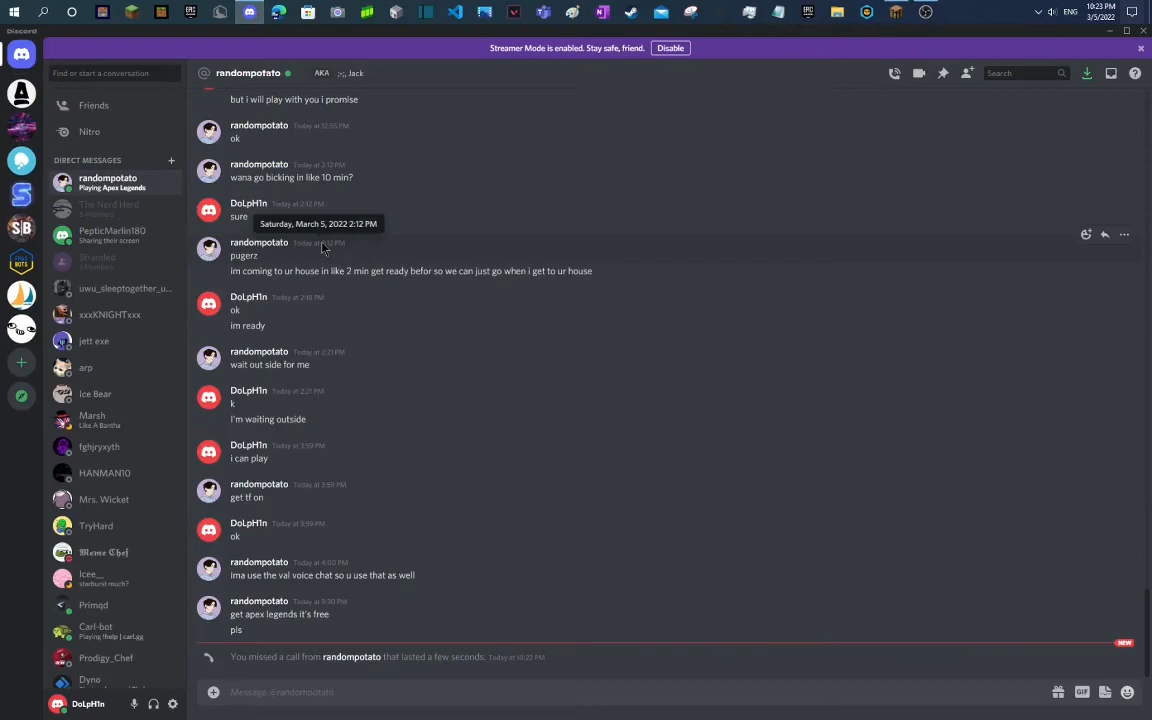 ENG
10:23 PM
3/5/2022
Discord
Streamer Mode is enabled. Stay safe, friend.
Disable
Find or start a conversation
@ randompotato
AKA
Jack
Search
Friends
Nitro
DIRECT MESSAGES
randompotato
Playing Apex Legends
The Nerd Herd
PepticMarlin180
Sharing their screen
Stranded
uwu_sleeptogether_u...
xxxKNIGHTxxx
jett exe
arp
Ice Bear
Marsh
Like A Bantha
fghjryxyth
HANMAN10
Mrs. Wicket
TryHard
Meme Chef
Icee__
starburst much?
Primqd
Carl-bot
Playing !help | carl.gg
Prodigy_Chef
Dyno
DoLpH1n
but i will play with you i promise
randompotato Today at 12:55 PM
ok
randompotato Today at 2:12 PM
wana go bicking in like 10 min?
DoLpH1n Today at 2:12 PM
sure
Saturday, March 5, 2022 2:12 PM
randompotato Today at 2:12 PM
pugerz
im coming to ur house in like 2 min get ready befor so we can just go when i get to ur house
DoLpH1n Today at 2:18 PM
ok
im ready
randompotato Today at 2:21 PM
wait out side for me
DoLpH1n Today at 2:21 PM
k
I'm waiting outside
DoLpH1n Today at 3:59 PM
i can play
randompotato Today at 3:59 PM
get tf on
DoLpH1n Today at 3:59 PM
ok
randompotato Today at 4:00 PM
ima use the val voice chat so u use that as well
randompotato Today at 9:30 PM
get apex legends it's free
pls
NEW
You missed a call from randompotato that lasted a few seconds. Today at 10:22 PM
Message @randompotato
GIF